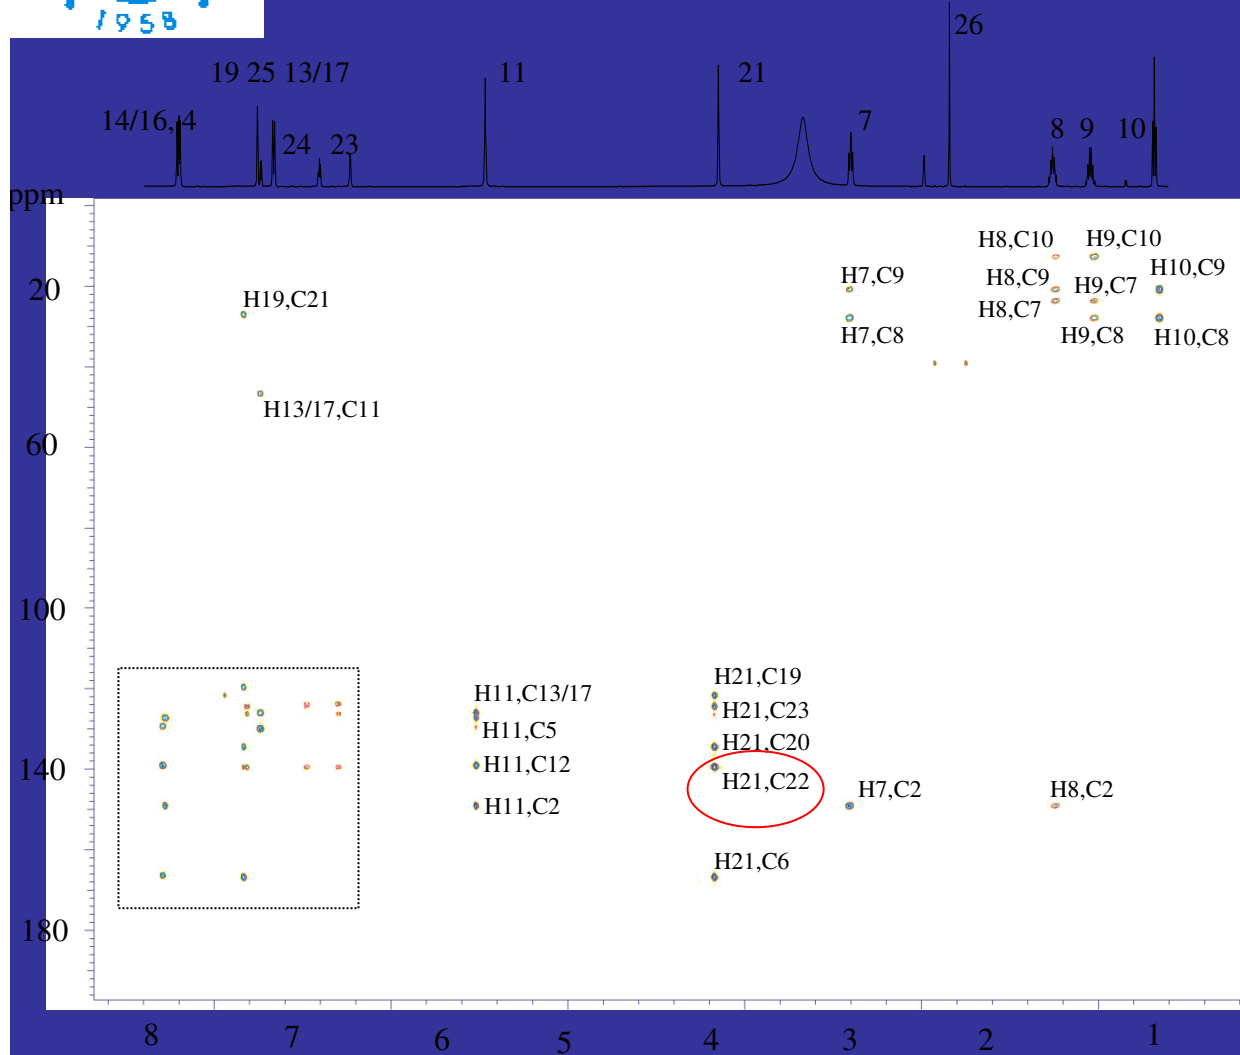 1958
26
19 25 13/17
11
21
14/16, 4
7
24
23
8
9
10
ppm
H8,C10
H9,C10
H7,C9
H8,C9
H9,C7
H10,C9
20
H19,C21
H8,C7
H7,C8
H9,C8
H10,C8
H13/17,C11
60
100
H21,C19
H11,C13/17
H21,C23
H11,C5
H21,C20
140
H11,C12
H21,C22
H11,C2
H7,C2
H8,C2
H21,C6
180
8
7
6
5
4
3
2
1